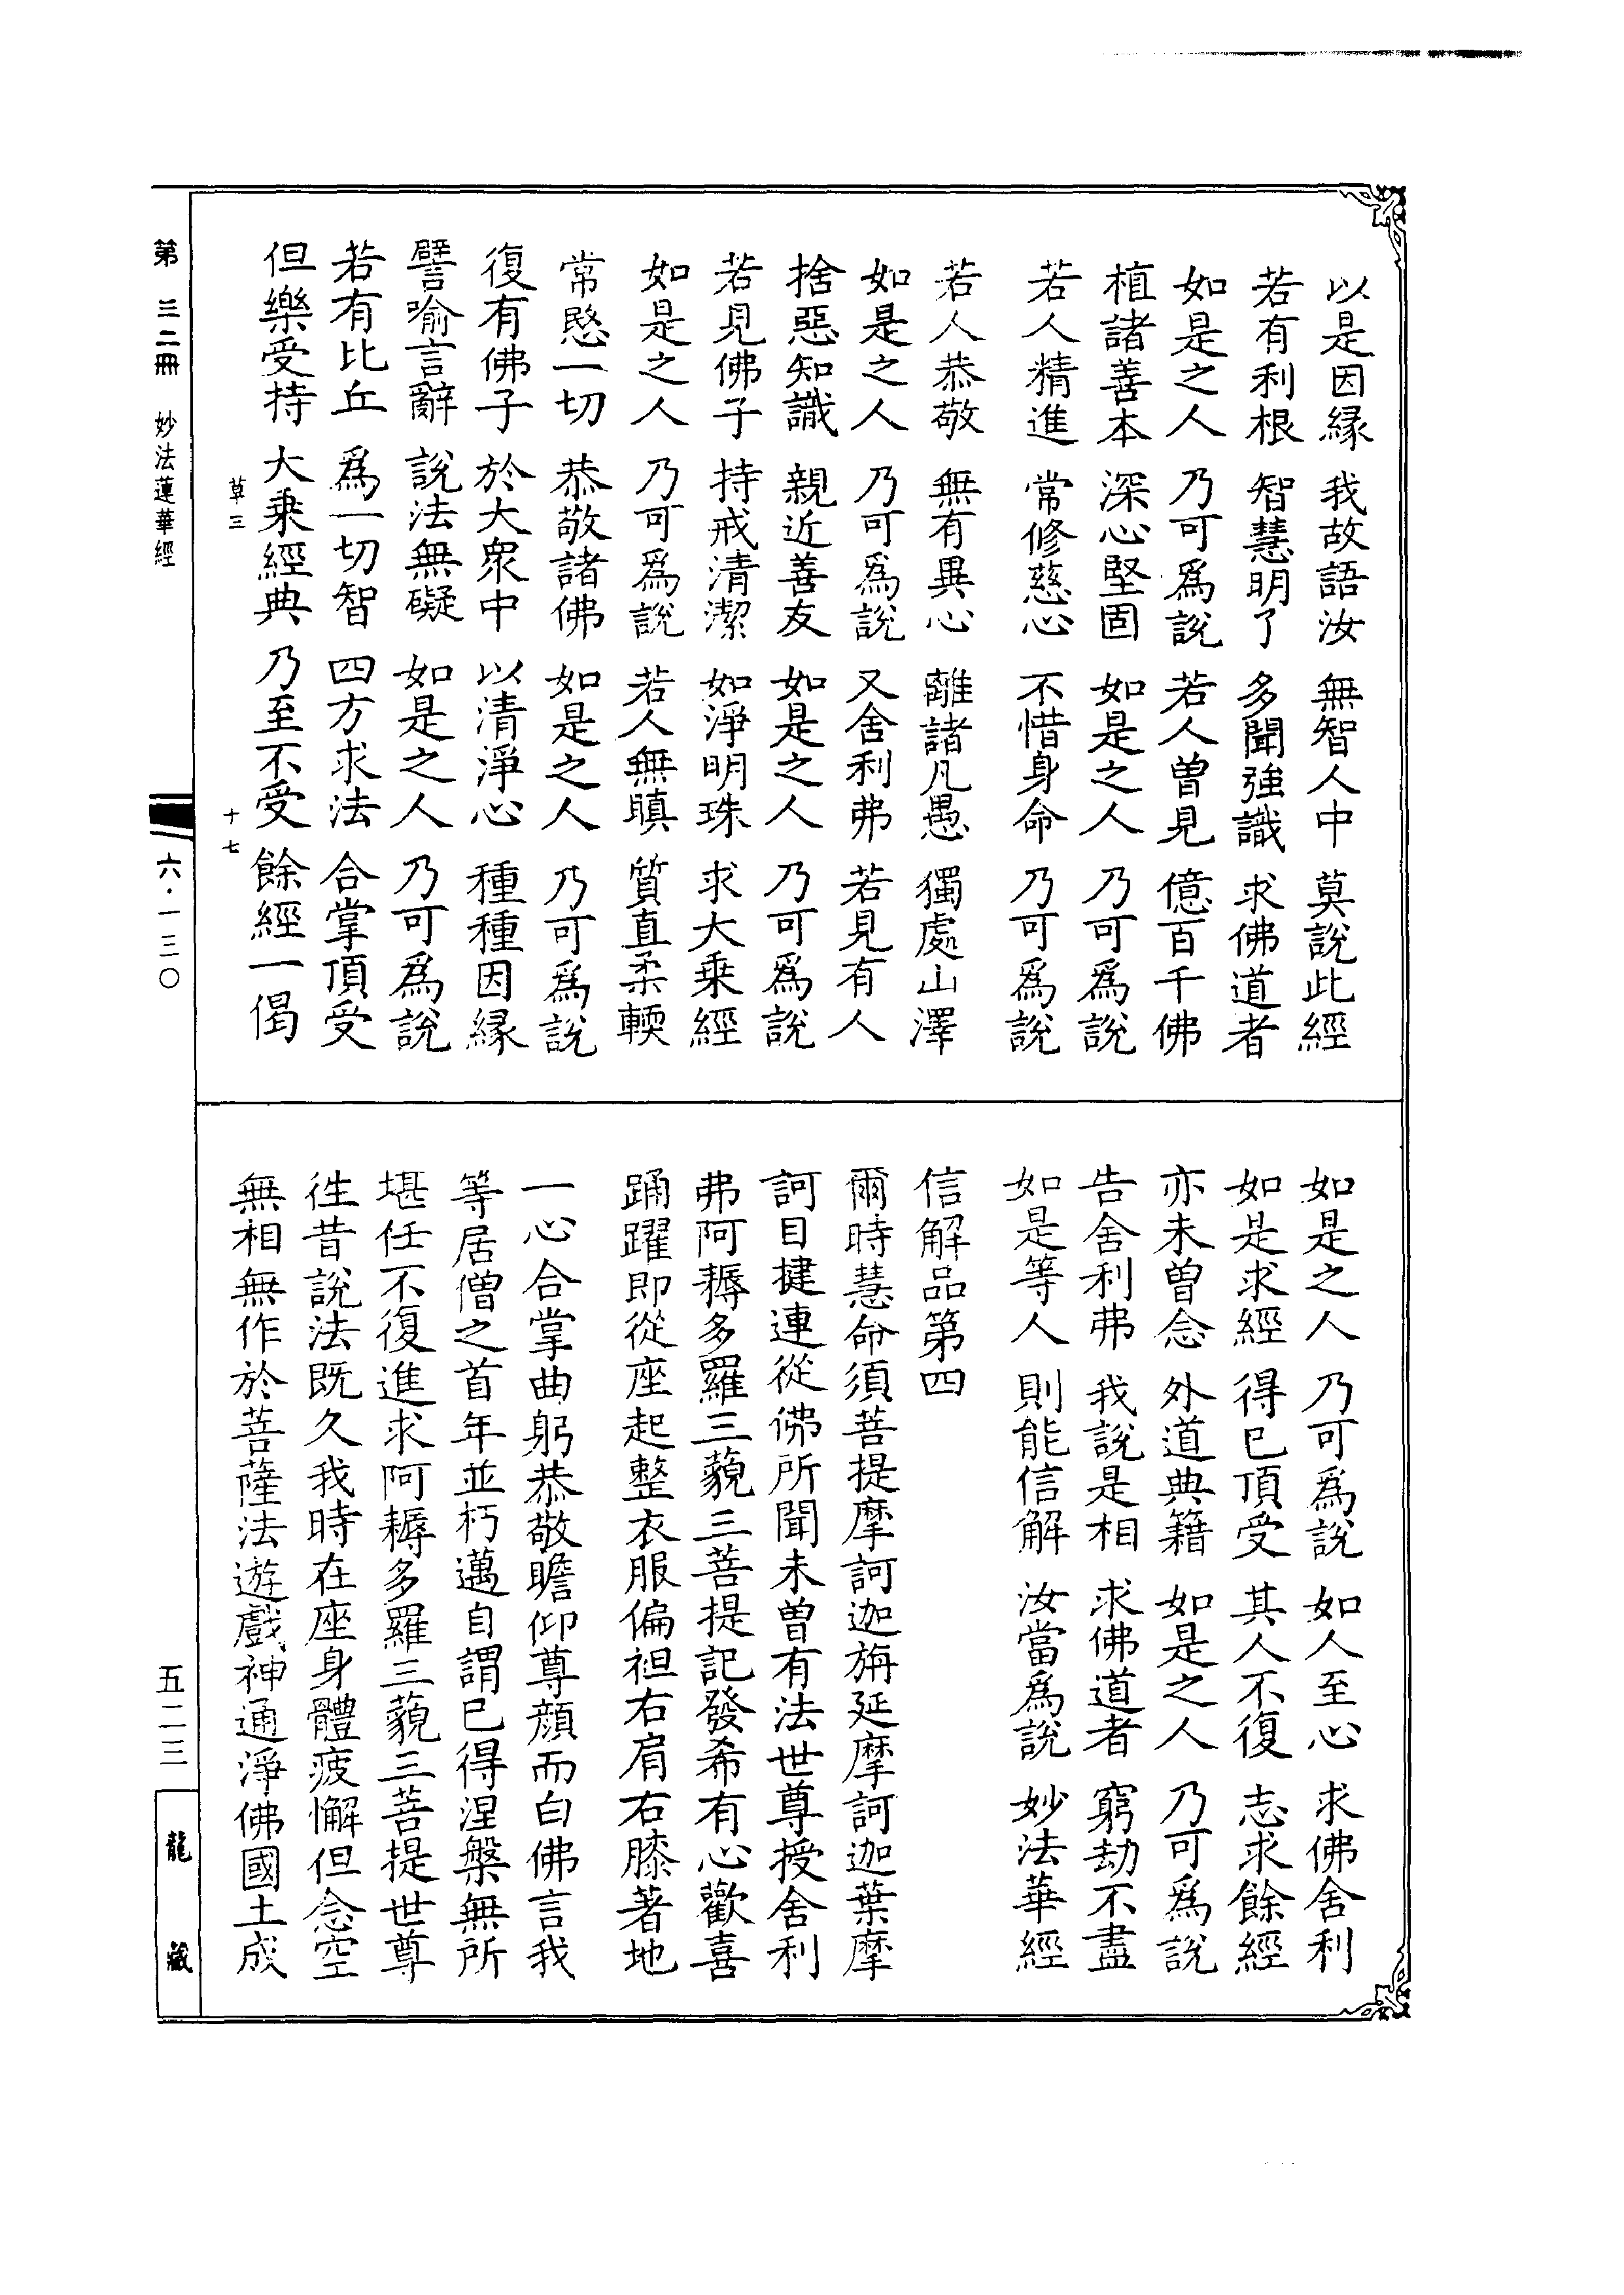 以是因緣　我故語汝　無智人中　莫說此經
若有利根　智慧明了　多聞強識　求佛道者
如是之人　乃可爲說　若人曾見　億百千佛
植諸善本　深心堅固　如是之人　乃可爲說
若人精進　常修慈心　不惜身命　乃可爲說
若人恭敬　無有異心　離諸凡愚　獨處山澤
如是之人　乃可爲說　又舍利弗　若見有人
捨惡知識　親近善友　如是之人　乃可爲說
若見佛子　持戒清潔　如淨明珠　求大乘經
如是之人　乃可爲說　若人無瞋　質直柔輭
常愍一切　恭敬諸佛　如是之人　乃可爲說
復有佛子　於大衆中　以清淨心　種種因緣
譬喻言辭　說法無礙　如是之人　乃可爲說
若有比丘　爲一切智　四方求法　合掌頂受
但樂受持　大乘經典　乃至不受　餘經一偈
草三　十七
如是之人　乃可爲說　如人至心　求佛舍利
如是求經　得已頂受　其人不復　志求餘經
亦未曾念　外道典籍　如是之人　乃可爲說
告舍利弗　我說是相　求佛道者　窮劫不盡
如是等人　則能信解　汝當爲說　妙法華經
信解品第四
爾時慧命須菩提摩訶迦旃延摩訶迦葉摩
訶目揵連從佛所聞未曾有法世尊授舍利
弗阿耨多羅三藐三菩提記發希有心歡喜
踊躍即從座起整衣服偏袒右肩右膝著地
一心合掌曲躬恭敬瞻仰尊顏而白佛言我
等居僧之首年並朽邁自謂已得涅槃無所
堪任不復進求阿耨多羅三藐三菩提世尊
往昔說法既久我時在座身體疲懈但念空
無相無作於菩薩法遊戲神通淨佛國土成
第三二冊　妙法蓮華經　六·一三〇　五二三　龍藏